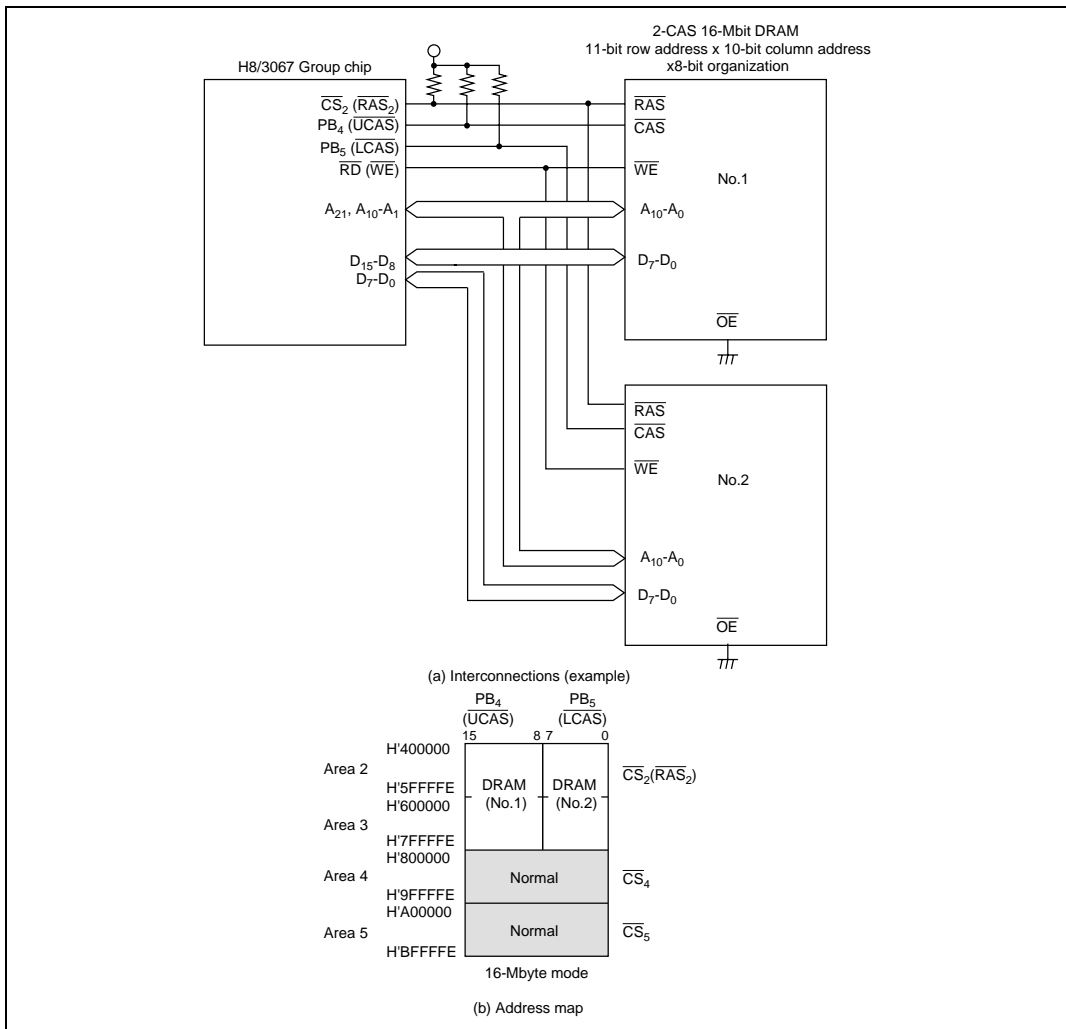 2-CAS 16-Mbit DRAM
11-bit row address x 10-bit column address
x8-bit organization
H8/3067 Group chip
CS2 (RAS2)
PB4 (UCAS)
PB5 (LCAS)
RD (WE)
A21, A10-A1
D15-D8
D7-D0
RAS
CAS
WE
No.1
A10-A0
D7-D0
OE
RAS
CAS
WE
No.2
A10-A0
D7-D0
OE
(a) Interconnections (example)
PB4 PB5
(UCAS) (LCAS)
15 8 7 0
H'400000
Area 2
DRAM (No.1)
DRAM (No.2)
CS2(RAS2)
H'5FFFFE
H'600000
Area 3
H'7FFFFE
H'800000
Area 4 Normal CS4
H'9FFFFE
H'A00000
Area 5 Normal CS5
H'BFFFFE
16-Mbyte mode
(b) Address map